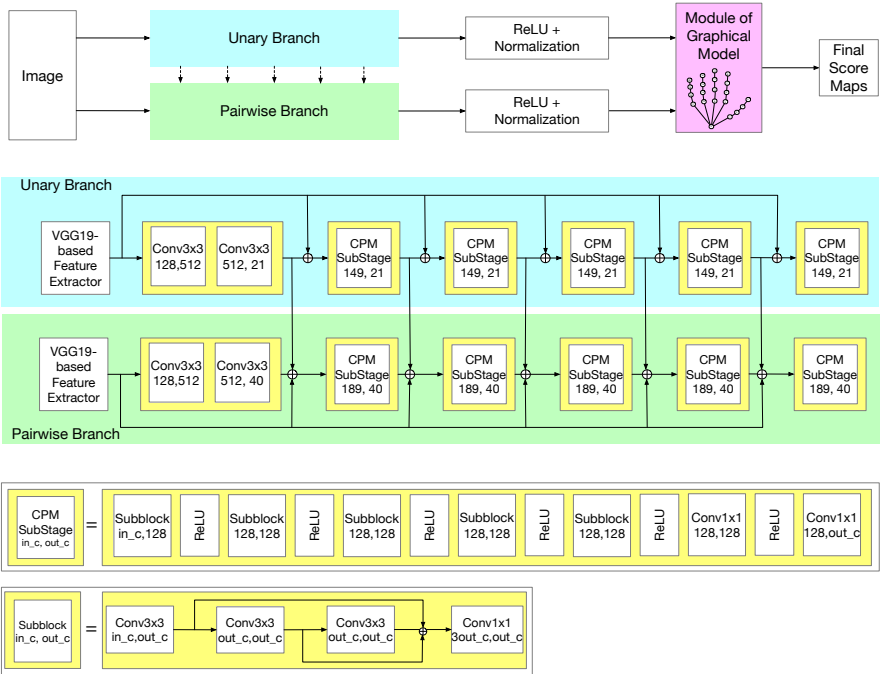 Image
Unary Branch
Pairwise Branch
ReLU +
Normalization
ReLU +
Normalization
Module of
Graphical
Model
Final
Score
Maps
Unary Branch
VGG19-
based
Feature
Extractor
Conv3x3
128,512
Conv3x3
512, 21
CPM
SubStage
149, 21
CPM
SubStage
149, 21
CPM
SubStage
149, 21
CPM
SubStage
149, 21
CPM
SubStage
149, 21
VGG19-
based
Feature
Extractor
Conv3x3
128,512
Conv3x3
512, 40
CPM
SubStage
189, 40
CPM
SubStage
189, 40
CPM
SubStage
189, 40
CPM
SubStage
189, 40
CPM
SubStage
189, 40
Pairwise Branch
CPM
SubStage
in_c, out_c
=
Subblock
in_c,128
ReLU
Subblock
128,128
ReLU
Subblock
128,128
ReLU
Subblock
128,128
ReLU
Subblock
128,128
ReLU
Conv1x1
128,128
ReLU
Conv1x1
128,out_c
Subblock
in_c, out_c
=
Conv3x3
in_c,out_c
Conv3x3
out_c,out_c
Conv3x3
out_c,out_c
Conv1x1
3out_c,out_c